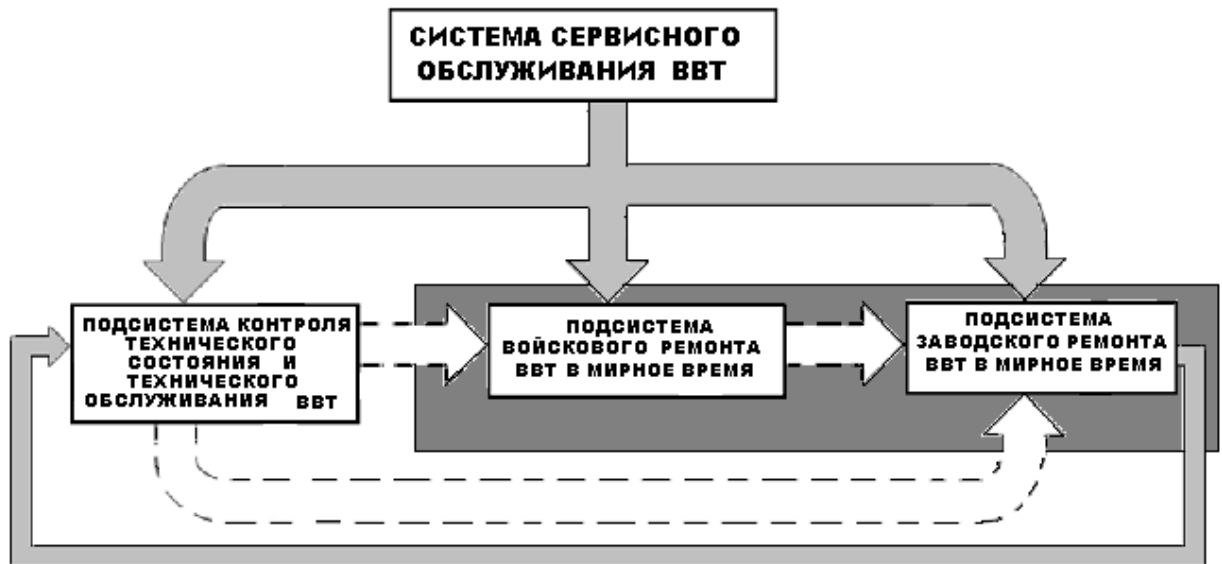 СИСТЕМА СЕРВИСНОГО
ОБСЛУЖИВАНИЯ ВВТ
ПОДСИСТЕМА КОНТРОЛЯ
ТЕХНИЧЕСКОГО
СОСТОЯНИЯ И
ТЕХНИЧЕСКОГО
ОБСЛУЖИВАНИЯ ВВТ
ПОДСИСТЕМА
ВОЙСКОВОГО РЕМОНТА
ВВТ В МИРНОЕ ВРЕМЯ
ПОДСИСТЕМА
ЗАВОДСКОГО РЕМОНТА
ВВТ В МИРНОЕ ВРЕМЯ